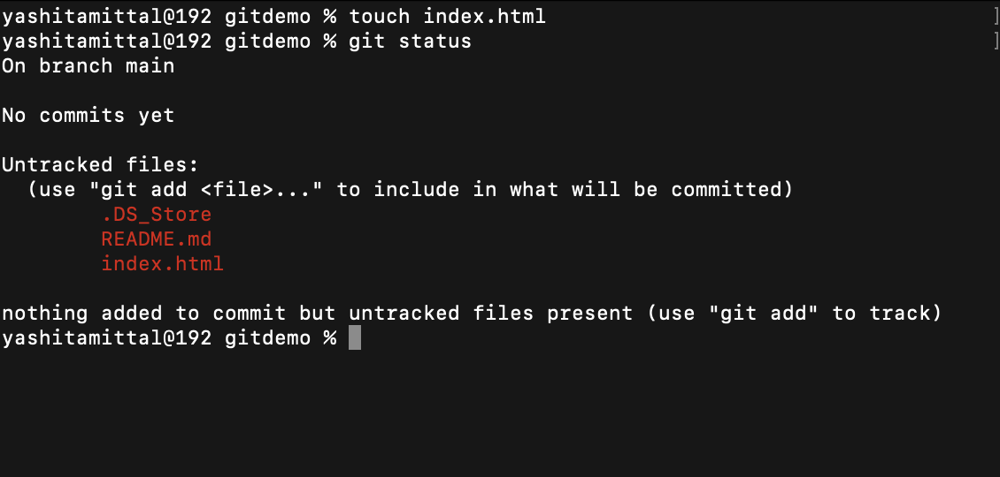 yashitamittal@192 gitdemo % touch index.html ]
yashitamittal@192 gitdemo % git status ]
On branch main
No commits yet
Untracked files:
(use "git add <file>..." to include in what will be committed)
.DS_Store
README.md
index.html
nothing added to commit but untracked files present (use "git add" to track)
yashitamittal@192 gitdemo %